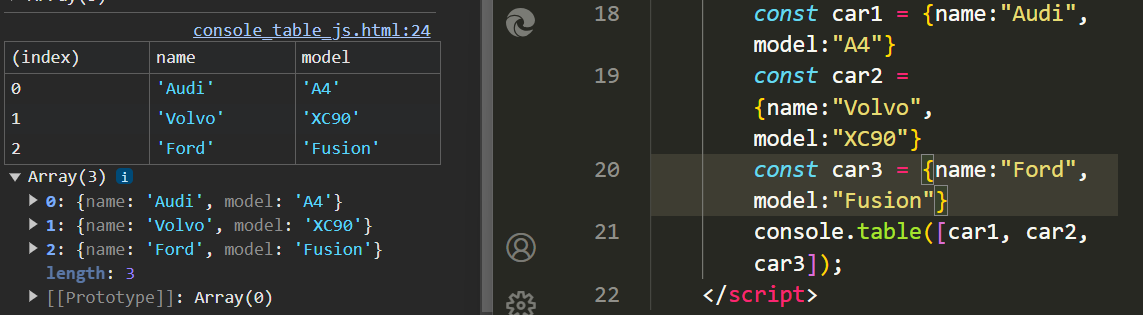 Array(3)
console_table_js.html:24
(index) name model
0 'Audi' 'A4'
1 'Volvo' 'XC90'
2 'Ford' 'Fusion'
▼ Array(3) i
▶ 0: {name: 'Audi', model: 'A4'}
▶ 1: {name: 'Volvo', model: 'XC90'}
▶ 2: {name: 'Ford', model: 'Fusion'}
length: 3
▶ [[Prototype]]: Array(0)
18 const car1 = {name:"Audi",
model:"A4"}
19 const car2 =
{name:"Volvo",
model:"XC90"}
20 const car3 = {name:"Ford",
model:"Fusion"}
21 console.table([car1, car2,
car3]);
22 </script>